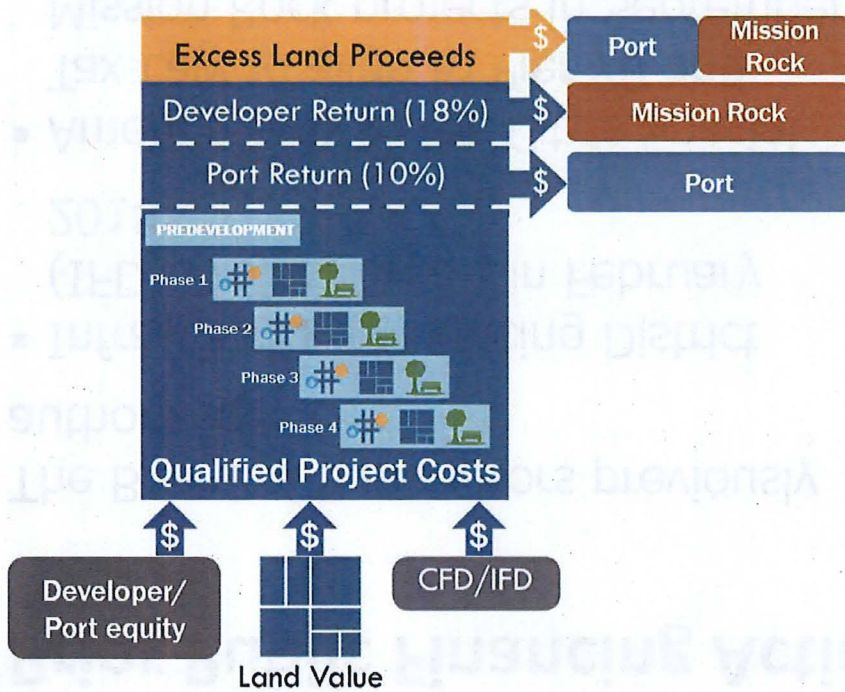 Excess Land Proceeds
$
Port
Mission
Rock
Developer Return (18%)
$
Mission Rock
Port Return (10%)
$
Port
PREDEVELOPMENT
Phase 1
Phase 2
Phase 3
Phase 4
Qualified Project Costs
$
$
$
Developer/
Port equity
Land Value
CFD/IFD